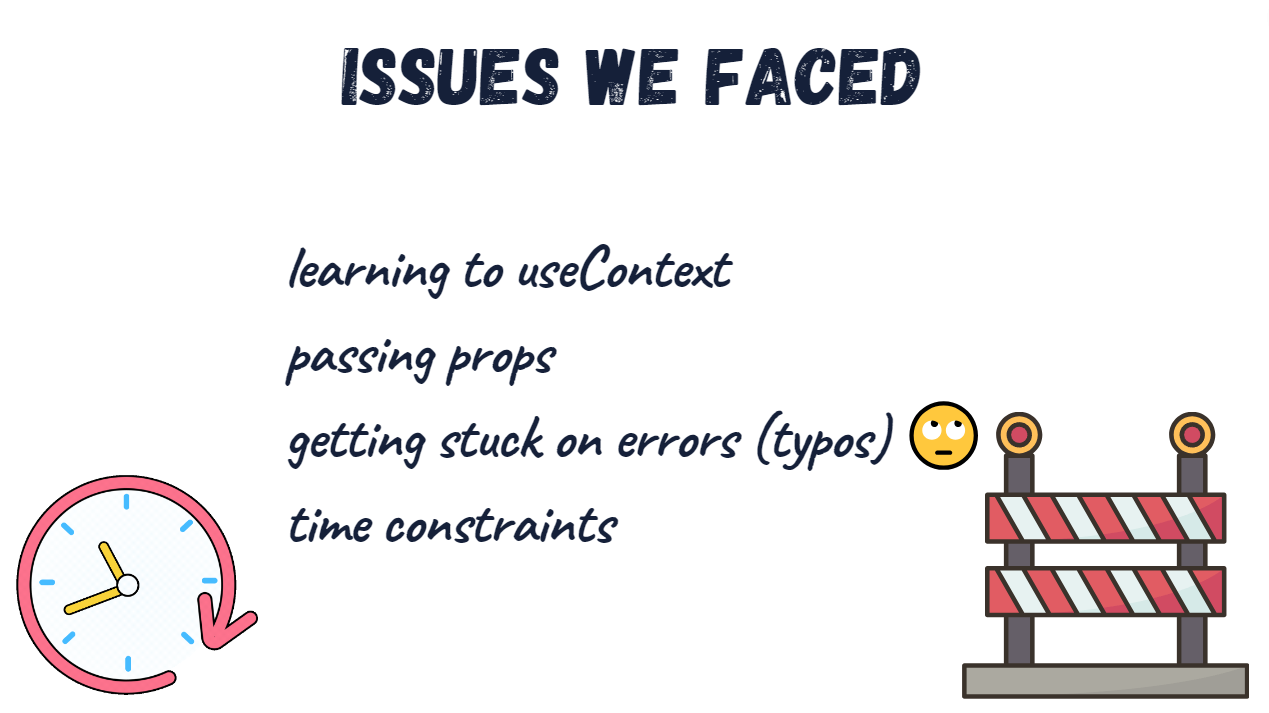 ISSUES WE FACED
learning to useContext
passing props
getting stuck on errors (typos) 🙄
time constraints